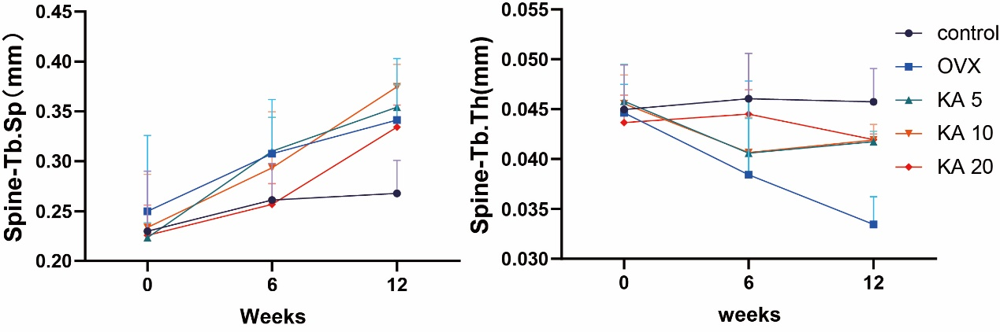 Spine-Tb.Sp（mm）
0.45
0.40
0.35
0.30
0.25
0.20
0 6 12
Weeks
Spine-Tb.Th(mm)
0.055
0.050
0.045
0.040
0.035
0.030
0 6 12
weeks
control
OVX
KA 5
KA 10
KA 20